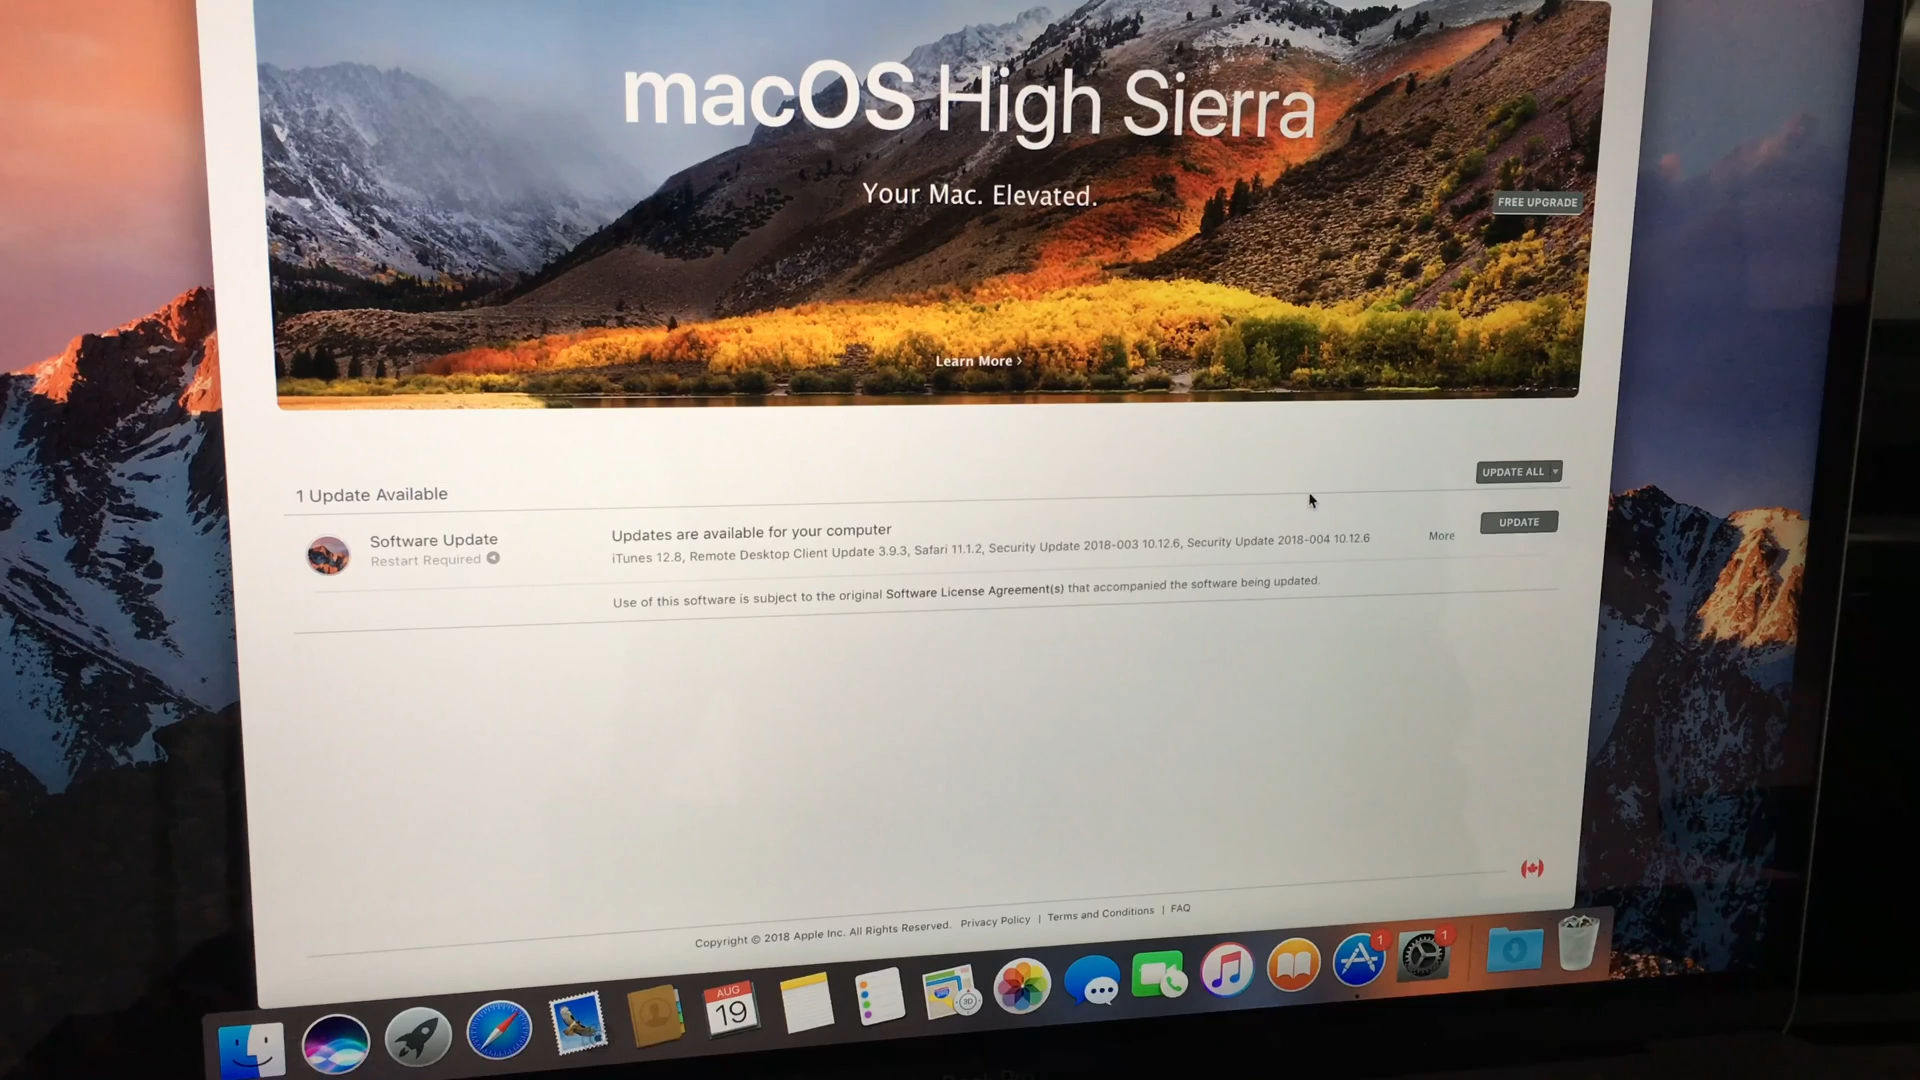 macOS High Sierra
Your Mac. Elevated.
FREE UPGRADE
Learn More ›
UPDATE ALL
1 Update Available
Software Update
Restart Required
Updates are available for your computer
iTunes 12.8, Remote Desktop Client Update 3.9.3, Safari 11.1.2, Security Update 2018-003 10.12.6, Security Update 2018-004 10.12.6
More
UPDATE
Use of this software is subject to the original Software License Agreement(s) that accompanied the software being updated.
Copyright © 2018 Apple Inc. All Rights Reserved. Privacy Policy | Terms and Conditions | FAQ
AUG
19
3D
1
1